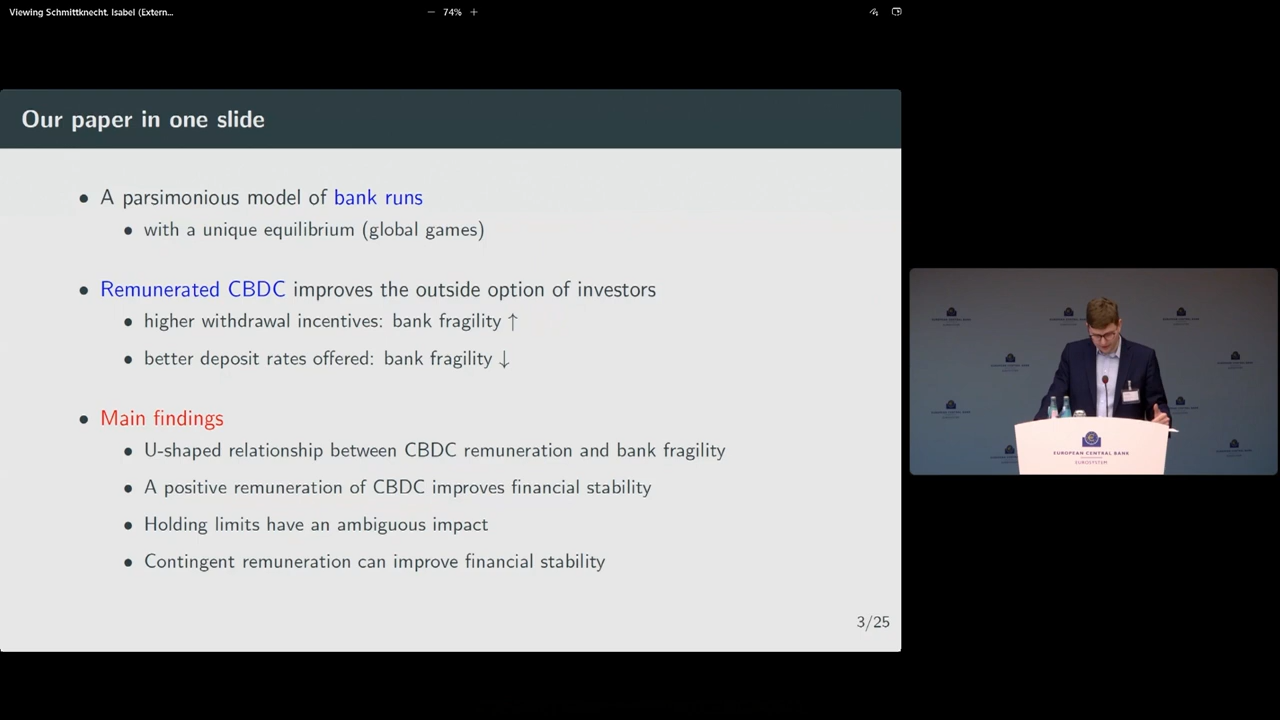 Viewing Schmittknecht, Isabel (Extern...
— 74% +
Our paper in one slide
• A parsimonious model of bank runs
• with a unique equilibrium (global games)
• Remunerated CBDC improves the outside option of investors
• higher withdrawal incentives: bank fragility ↑
• better deposit rates offered: bank fragility ↓
• Main findings
• U-shaped relationship between CBDC remuneration and bank fragility
• A positive remuneration of CBDC improves financial stability
• Holding limits have an ambiguous impact
• Contingent remuneration can improve financial stability
3/25
EUROPEAN CENTRAL BANK
EUROSYSTEM